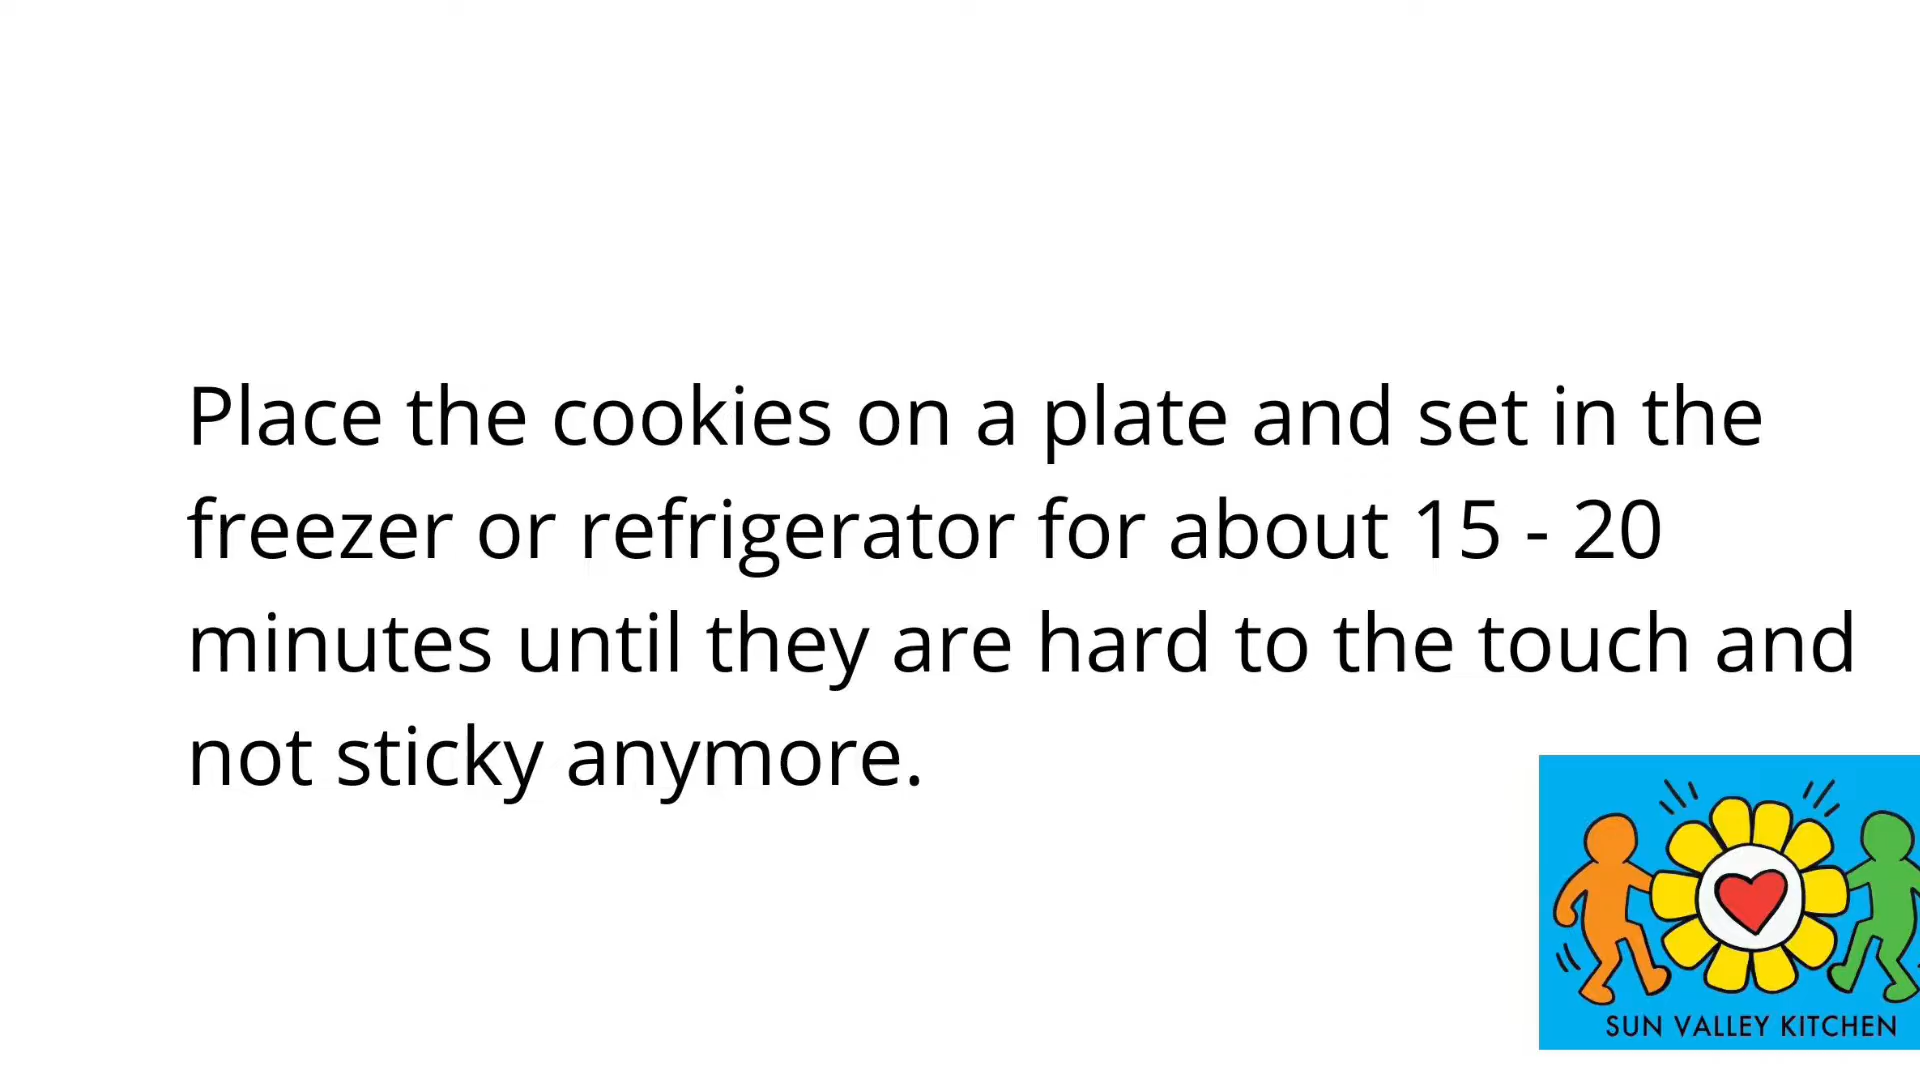 Place the cookies on a plate and set in the
freezer or refrigerator for about 15 - 20
minutes until they are hard to the touch and
not sticky anymore.
SUN VALLEY KITCHEN